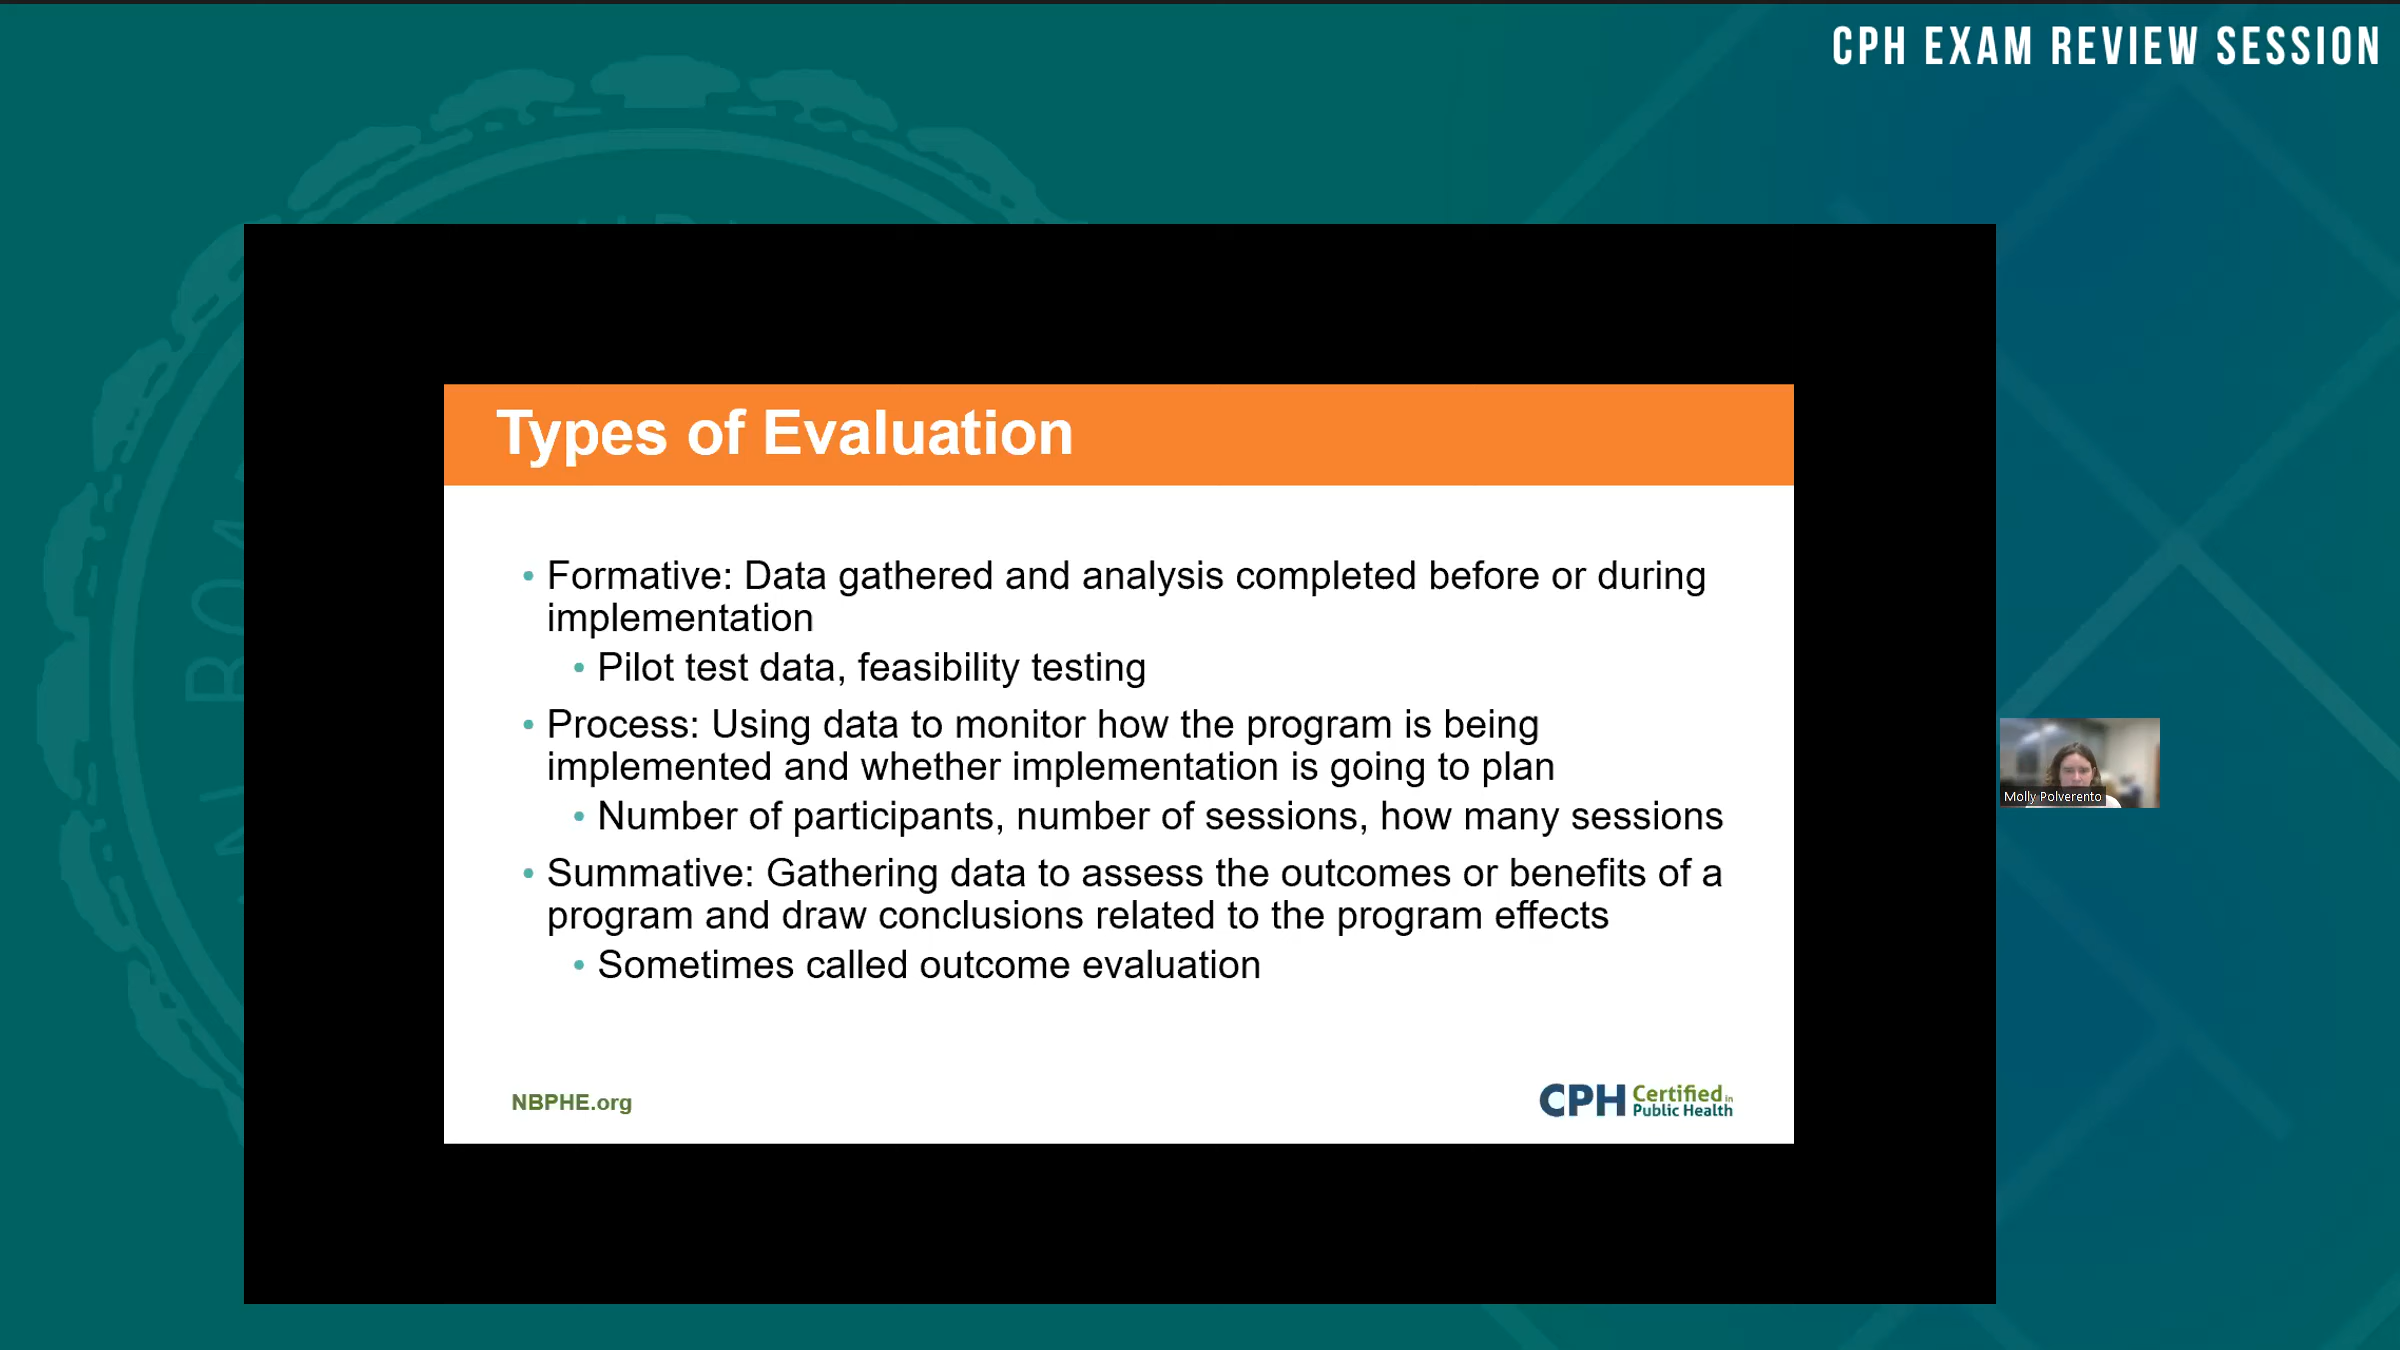 CPH EXAM REVIEW SESSION
Types of Evaluation
• Formative: Data gathered and analysis completed before or during
implementation
• Pilot test data, feasibility testing
• Process: Using data to monitor how the program is being
implemented and whether implementation is going to plan
• Number of participants, number of sessions, how many sessions
• Summative: Gathering data to assess the outcomes or benefits of a
program and draw conclusions related to the program effects
• Sometimes called outcome evaluation
Molly Polverento
NBPHE.org
CPH Certified in
Public Health